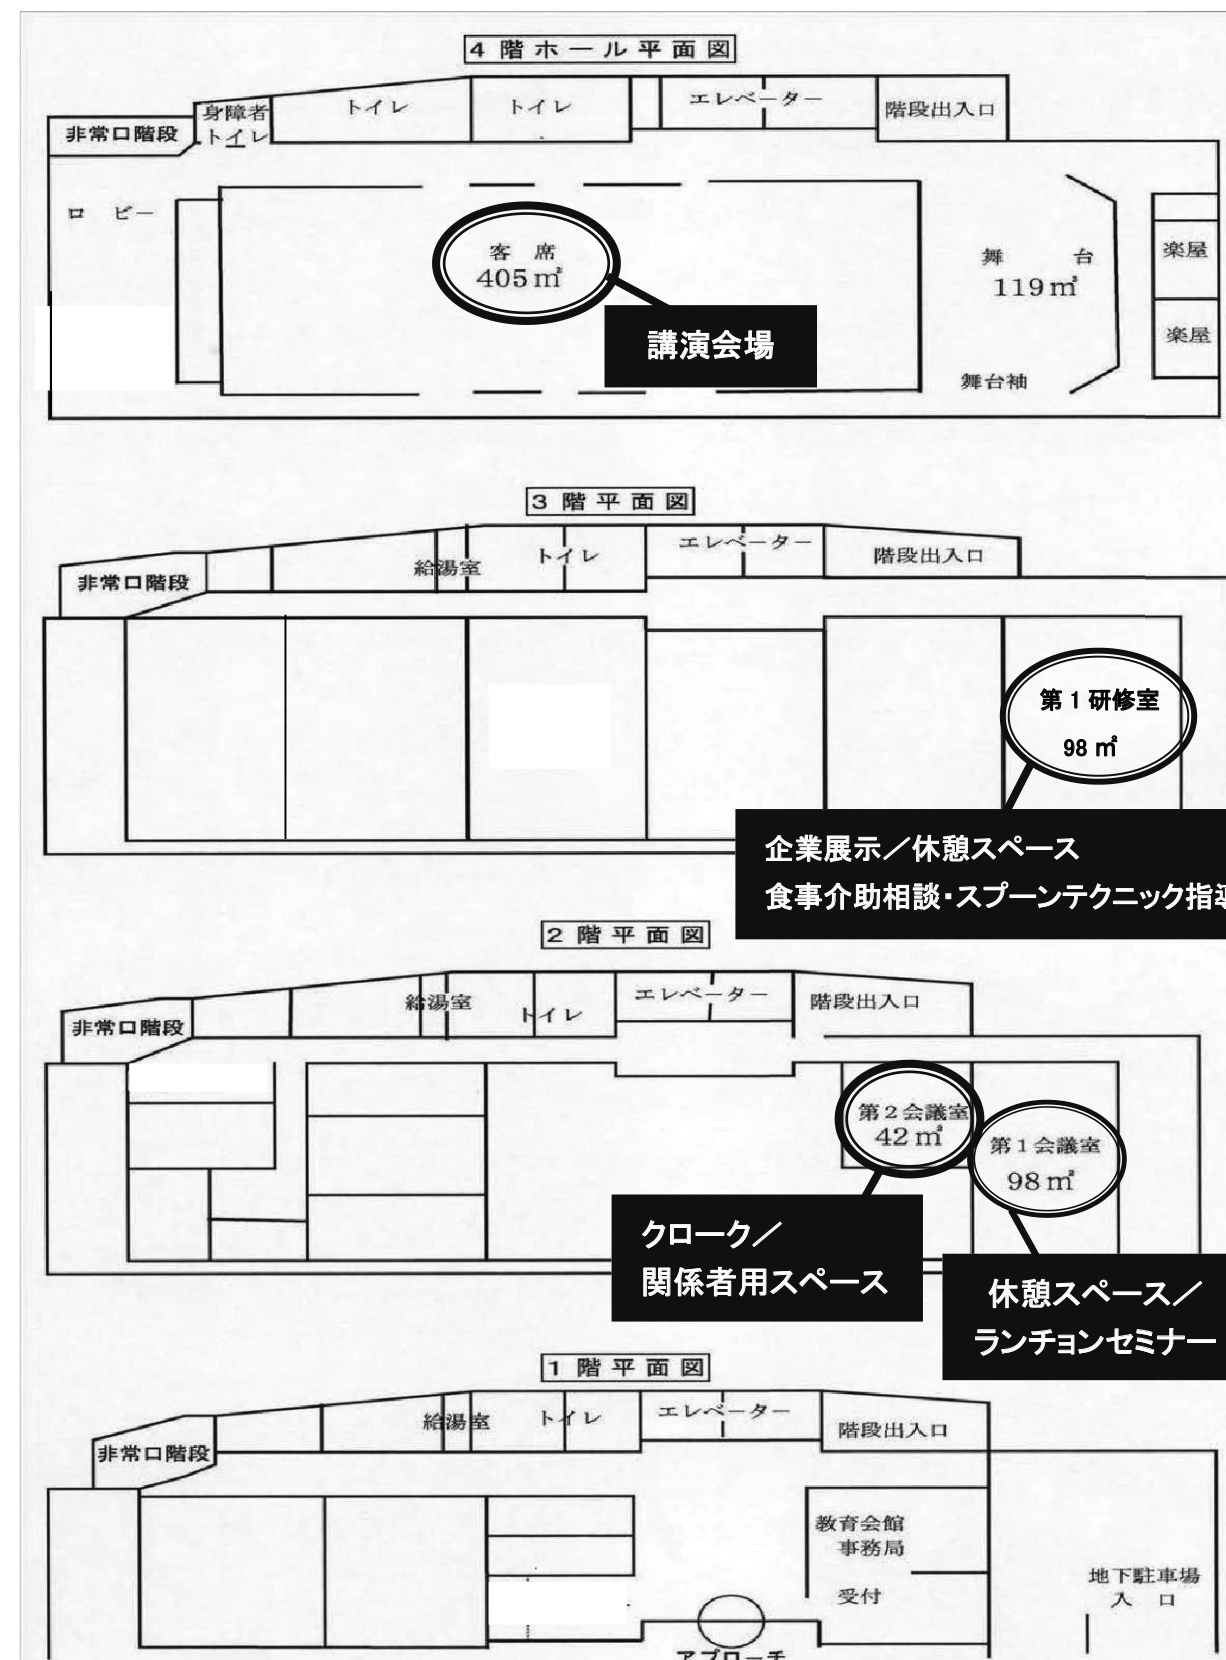 4階ホール平面図
身障者
トイレ
トイレ
トイレ
エレベーター
階段出入口
非常口階段
ロビー
客席
405㎡
舞台
119㎡
楽屋
楽屋
講演会場
舞台袖
3階平面図
非常口階段
給湯室
トイレ
エレベーター
階段出入口
第1研修室
98㎡
企業展示／休憩スペース
食事介助相談・スプーンテクニック指導
2階平面図
非常口階段
給湯室
トイレ
エレベーター
階段出入口
第2会議室
42㎡
第1会議室
98㎡
クローク／
関係者用スペース
休憩スペース／
ランチョンセミナー
1階平面図
非常口階段
給湯室
トイレ
エレベーター
階段出入口
教育会館
事務局
受付
地下駐車場
入口
アプローチ